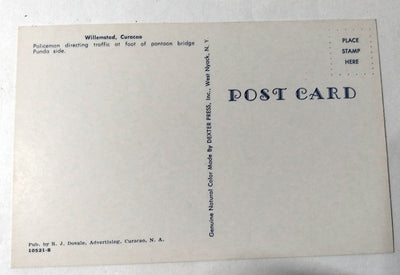 Willemstad, Curacao
Policeman directing traffic at foot of pontoon bridge
Punda side.
PLACE
STAMP
HERE
POST CARD
Genuine Natural Color Made By DEXTER PRESS, Inc., West Nyack, N. Y.
Pub. by R. J. Dovale, Advertising, Curacao, N. A.
10521-B